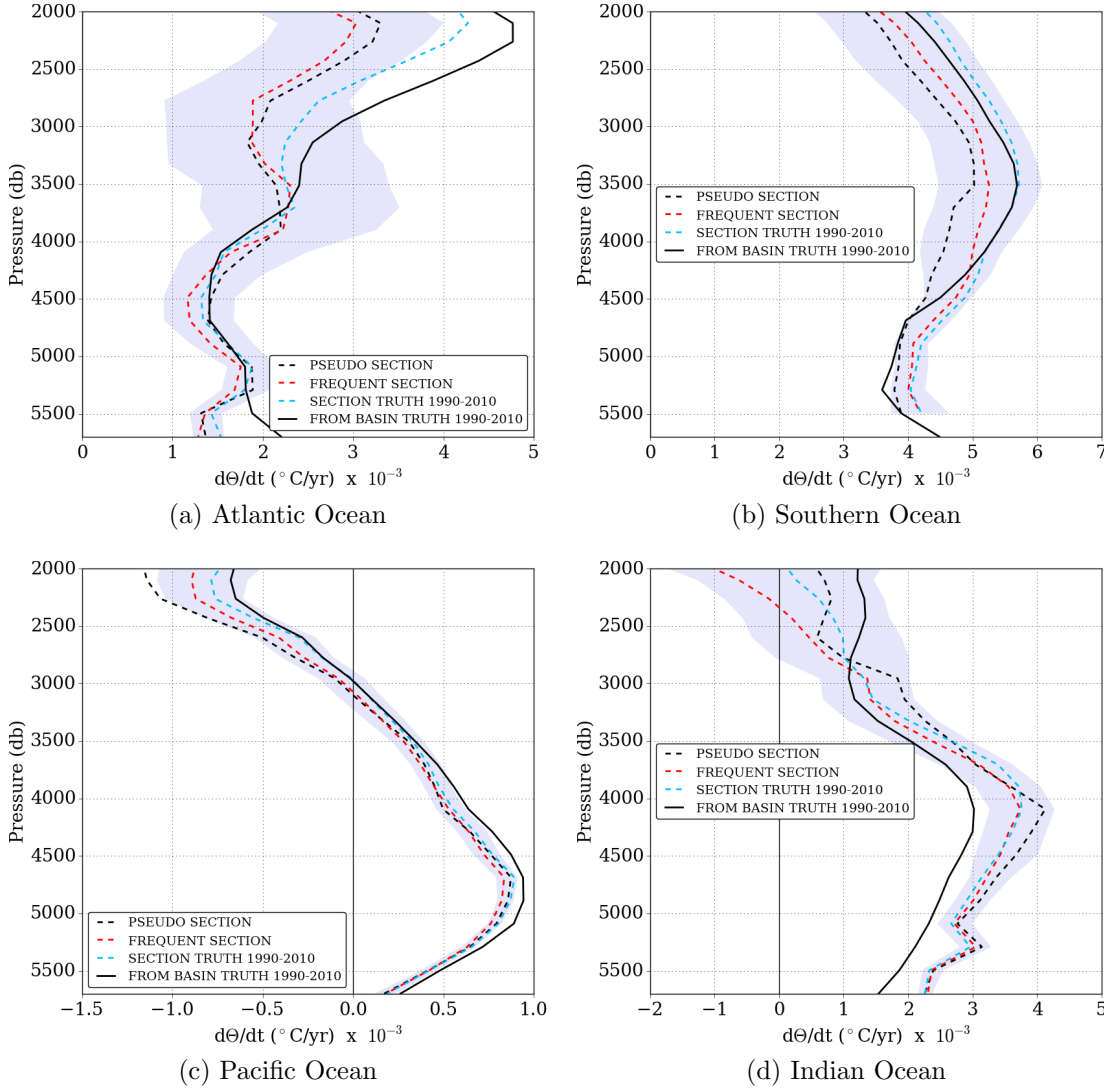 2000
2500
3000
3500
4000
4500
5000
5500
Pressure (db)
PSEUDO SECTION
FREQUENT SECTION
SECTION TRUTH 1990-2010
FROM BASIN TRUTH 1990-2010
0 1 2 3 4 5
dΘ/dt (°C/yr) x 10⁻³
(a) Atlantic Ocean
2000
2500
3000
3500
4000
4500
5000
5500
Pressure (db)
PSEUDO SECTION
FREQUENT SECTION
SECTION TRUTH 1990-2010
FROM BASIN TRUTH 1990-2010
0 1 2 3 4 5 6 7
dΘ/dt (°C/yr) x 10⁻³
(b) Southern Ocean
2000
2500
3000
3500
4000
4500
5000
5500
Pressure (db)
PSEUDO SECTION
FREQUENT SECTION
SECTION TRUTH 1990-2010
FROM BASIN TRUTH 1990-2010
−1.5 −1.0 −0.5 0.0 0.5 1.0
dΘ/dt (°C/yr) x 10⁻³
(c) Pacific Ocean
2000
2500
3000
3500
4000
4500
5000
5500
Pressure (db)
PSEUDO SECTION
FREQUENT SECTION
SECTION TRUTH 1990-2010
FROM BASIN TRUTH 1990-2010
−2 −1 0 1 2 3 4 5
dΘ/dt (°C/yr) x 10⁻³
(d) Indian Ocean